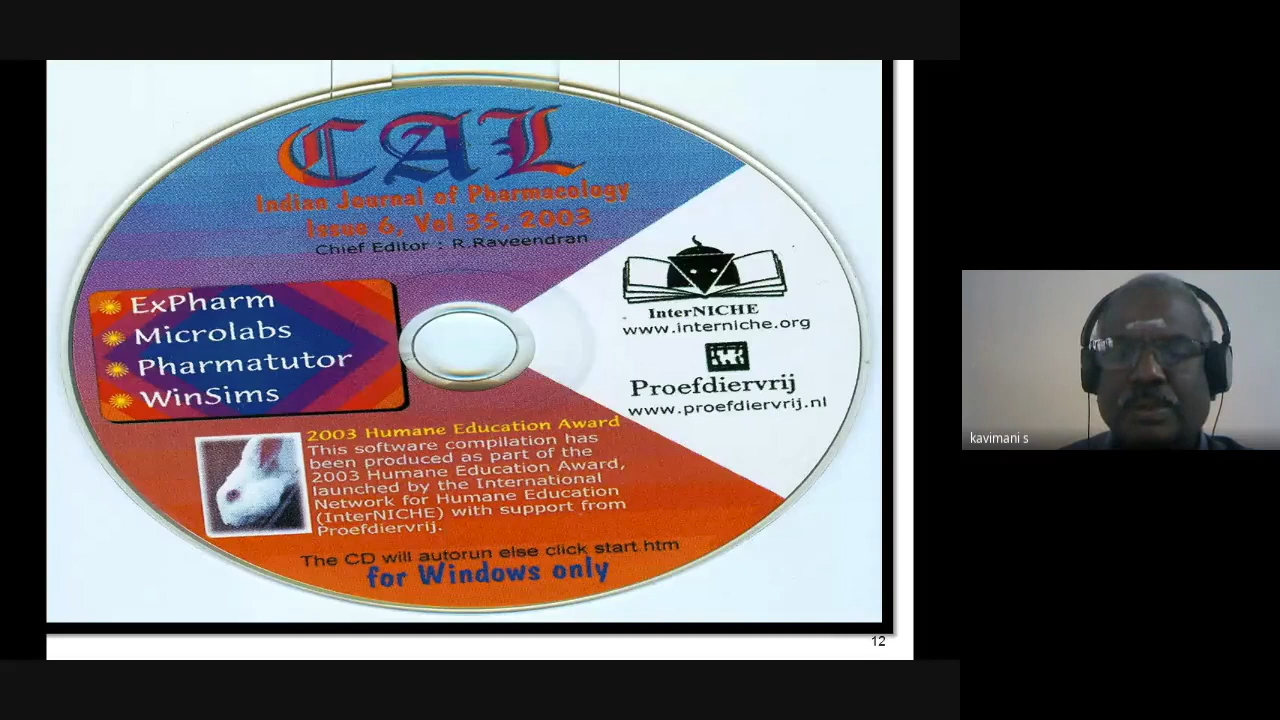 CAL
Indian Journal of Pharmacology
Issue 6, Vol 35, 2003
Chief Editor : R.Raveendran
ExPharm
Microlabs
Pharmatutor
WinSims
InterNICHE
www.interniche.org
Proefdiervrij
www.proefdiervrij.nl
2003 Humane Education Award
This software compilation has
been produced as part of the
2003 Humane Education Award,
launched by the International
Network for Humane Education
(InterNICHE) with support from
Proefdiervrij.
The CD will autorun else click start.htm
for Windows only
12
kavimani s